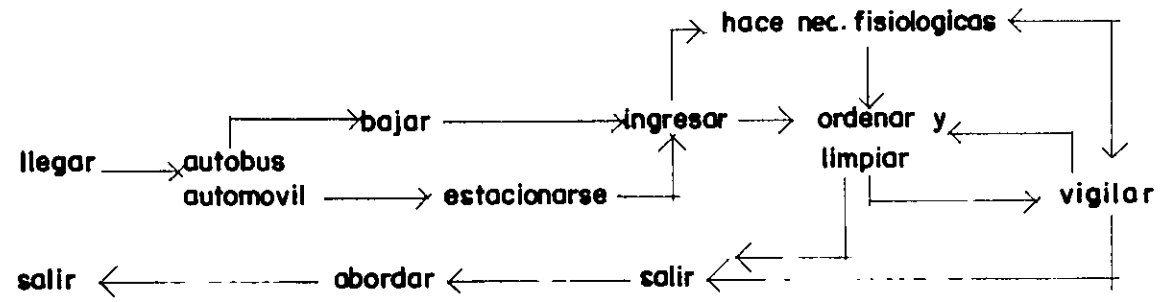 hace nec. fisiologicas
bajar ingresar ordenar y
llegar autobus limpiar
automovil estacionarse vigilar
salir abordar salir